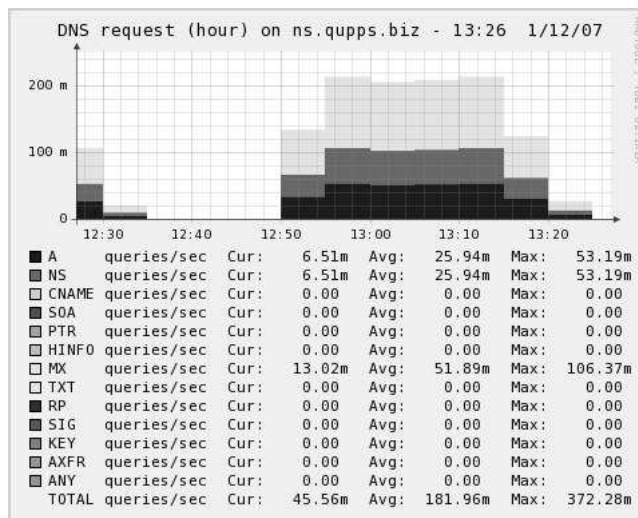 DNS request (hour) on ns.qupps.biz - 13:26 1/12/07
200 m
100 m
0
12:30 12:40 12:50 13:00 13:10 13:20
A queries/sec Cur: 6.51m Avg: 25.94m Max: 53.19m
NS queries/sec Cur: 6.51m Avg: 25.94m Max: 53.19m
CNAME queries/sec Cur: 0.00 Avg: 0.00 Max: 0.00
SOA queries/sec Cur: 0.00 Avg: 0.00 Max: 0.00
PTR queries/sec Cur: 0.00 Avg: 0.00 Max: 0.00
HINFO queries/sec Cur: 0.00 Avg: 0.00 Max: 0.00
MX queries/sec Cur: 13.02m Avg: 51.89m Max: 106.37m
TXT queries/sec Cur: 0.00 Avg: 0.00 Max: 0.00
RP queries/sec Cur: 0.00 Avg: 0.00 Max: 0.00
SIG queries/sec Cur: 0.00 Avg: 0.00 Max: 0.00
KEY queries/sec Cur: 0.00 Avg: 0.00 Max: 0.00
AXFR queries/sec Cur: 0.00 Avg: 0.00 Max: 0.00
ANY queries/sec Cur: 0.00 Avg: 0.00 Max: 0.00
TOTAL queries/sec Cur: 45.56m Avg: 181.96m Max: 372.28m